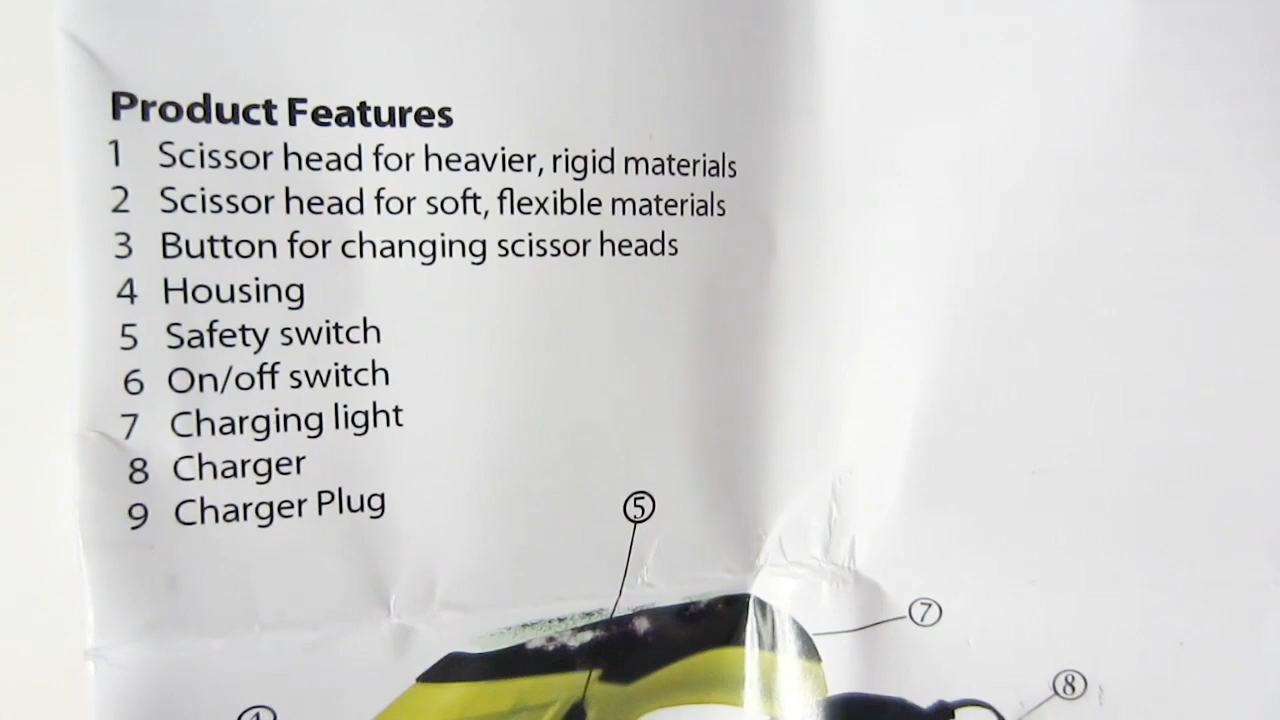 Product Features
1 Scissor head for heavier, rigid materials
2 Scissor head for soft, flexible materials
3 Button for changing scissor heads
4 Housing
5 Safety switch
6 On/off switch
7 Charging light
8 Charger
9 Charger Plug
5
7
8
4